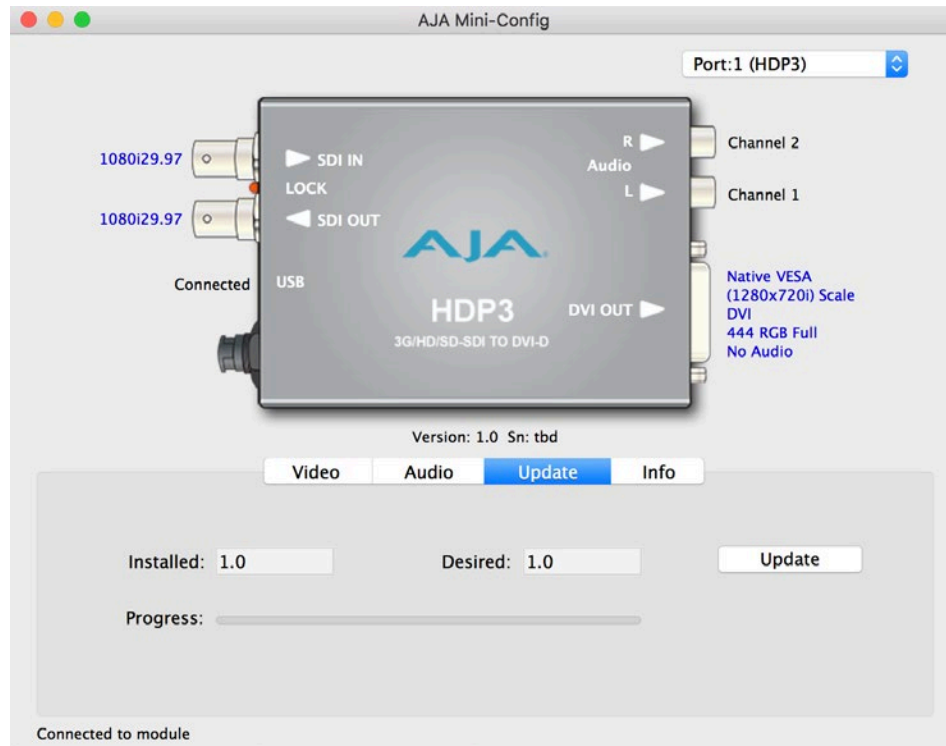 AJA Mini-Config
Port:1 (HDP3)
1080i29.97
SDI IN
LOCK
1080i29.97
SDI OUT
Connected
USB
R
Audio
L
Channel 2
Channel 1
AJA
HDP3
3G/HD/SD-SDI TO DVI-D
DVI OUT
Native VESA
(1280x720i) Scale
DVI
444 RGB Full
No Audio
Version: 1.0 Sn: tbd
Video Audio Update Info
Installed: 1.0 Desired: 1.0 Update
Progress:
Connected to module